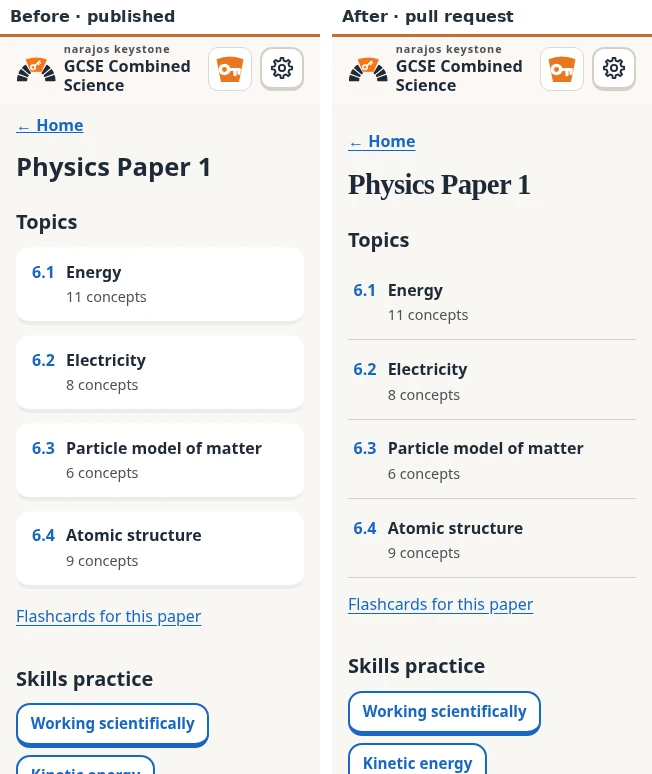 Before · published
narajos keystone
GCSE Combined
Science
← Home
Physics Paper 1
Topics
6.1 Energy
11 concepts
6.2 Electricity
8 concepts
6.3 Particle model of matter
6 concepts
6.4 Atomic structure
9 concepts
Flashcards for this paper
Skills practice
Working scientifically
Kinetic energy
After · pull request
narajos keystone
GCSE Combined
Science
← Home
Physics Paper 1
Topics
6.1 Energy
11 concepts
6.2 Electricity
8 concepts
6.3 Particle model of matter
6 concepts
6.4 Atomic structure
9 concepts
Flashcards for this paper
Skills practice
Working scientifically
Kinetic energy